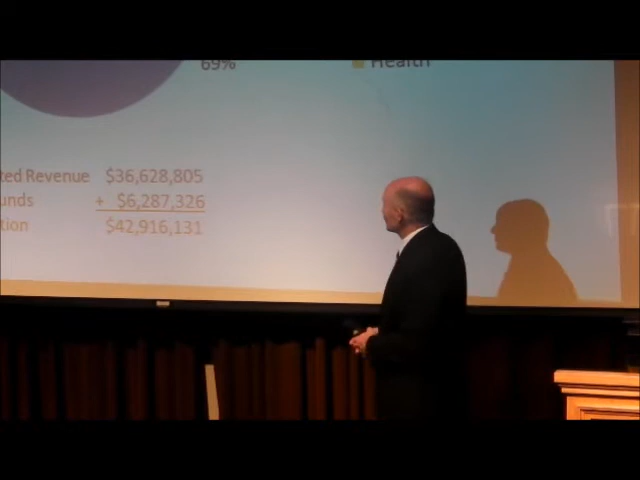 69%
Health
ted Revenue $36,628,805
unds + $6,287,326
tion $42,916,131